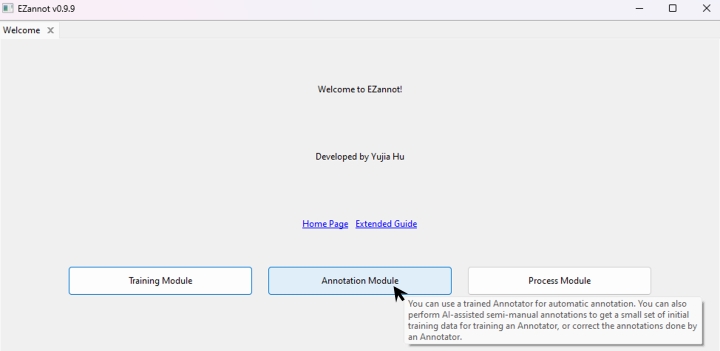 EZannot v0.9.9
Welcome X
Welcome to EZannot!
Developed by Yujia Hu
Home Page Extended Guide
Training Module Annotation Module Process Module
You can use a trained Annotator for automatic annotation. You can also
perform AI-assisted semi-manual annotations to get a small set of initial
training data for training an Annotator, or correct the annotations done by
an Annotator.